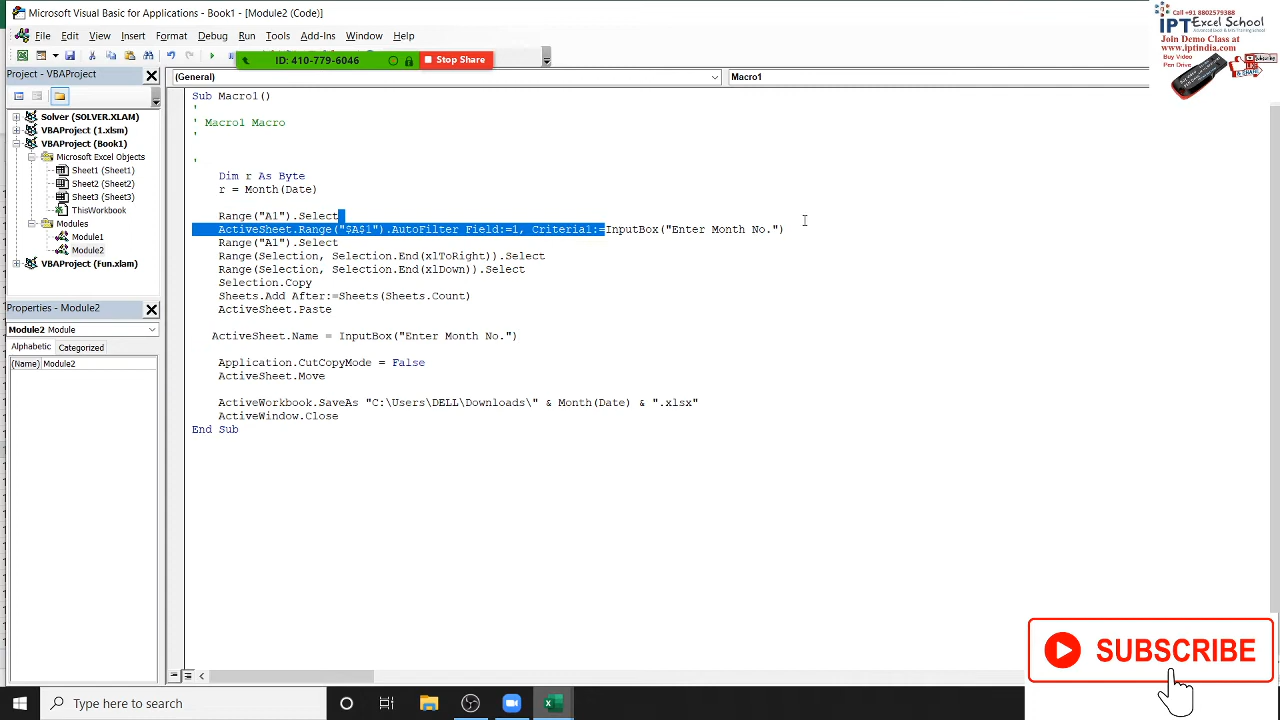 Microsoft Visual Basic for Applications - Book1 - [Module2 (Code)]
File Edit View Insert Format Debug Run Tools Add-Ins Window Help
ID: 410-779-6046 Stop Share
Project - VBAProject
(General) Macro1
Solver (SOLVER.XLAM)
VBAProject (1.xlsm)
VBAProject (Book1)
Microsoft Excel Objects
Sheet1 (Sheet1)
Sheet2 (Sheet2)
Sheet3 (Sheet3)
ThisWorkbook
Modules
Module1
Module2
VBAProject (Fun.xlam)
Properties - Module2
Module2 Module
Alphabetic Categorized
(Name) Module2
Sub Macro1()
'
' Macro1 Macro
'
'
Dim r As Byte
r = Month(Date)
Range("A1").Select
ActiveSheet.Range("$A$1").AutoFilter Field:=1, Criteria1:=InputBox("Enter Month No.")
Range("A1").Select
Range(Selection, Selection.End(xlToRight)).Select
Range(Selection, Selection.End(xlDown)).Select
Selection.Copy
Sheets.Add After:=Sheets(Sheets.Count)
ActiveSheet.Paste
ActiveSheet.Name = InputBox("Enter Month No.")
Application.CutCopyMode = False
ActiveSheet.Move
ActiveWorkbook.SaveAs "C:\Users\DELL\Downloads\" & Month(Date) & ".xlsx"
ActiveWindow.Close
End Sub
Call +91 8802579388
IPT Excel School
Join Demo Class at
www.iptindia.com
Buy Video
Pen Drive
SUBSCRIBE
Type here to search